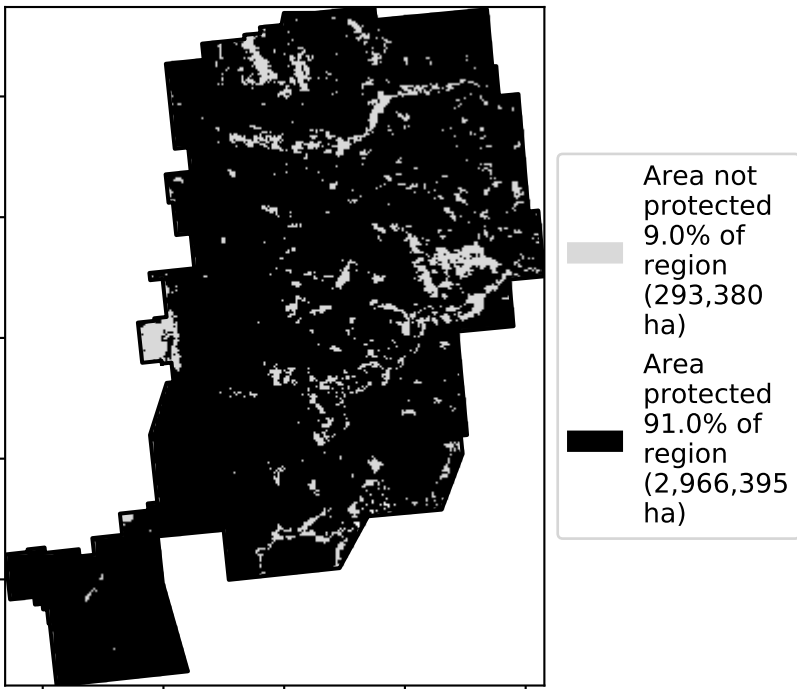 Area not
protected
9.0% of
region
(293,380
ha)
Area
protected
91.0% of
region
(2,966,395
ha)